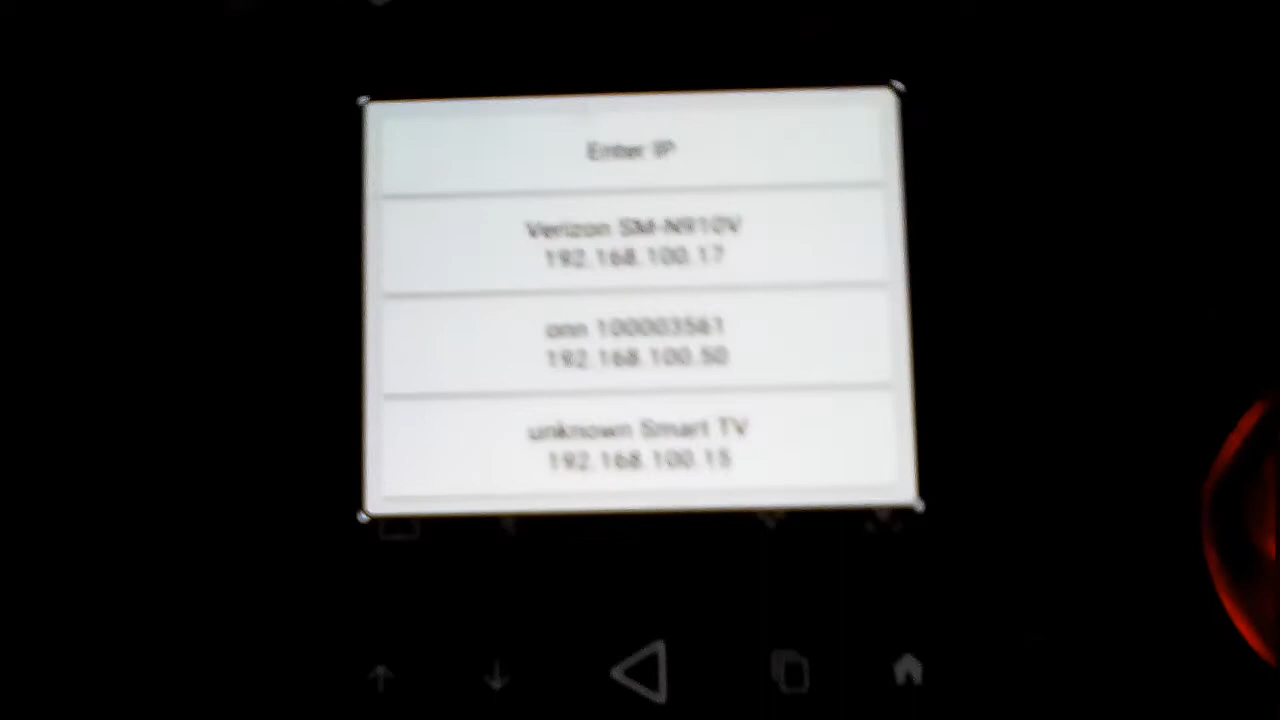 Enter IP
Verizon SM-N910V
192.168.100.17
onn 100003561
192.168.100.50
unknown Smart TV
192.168.100.15